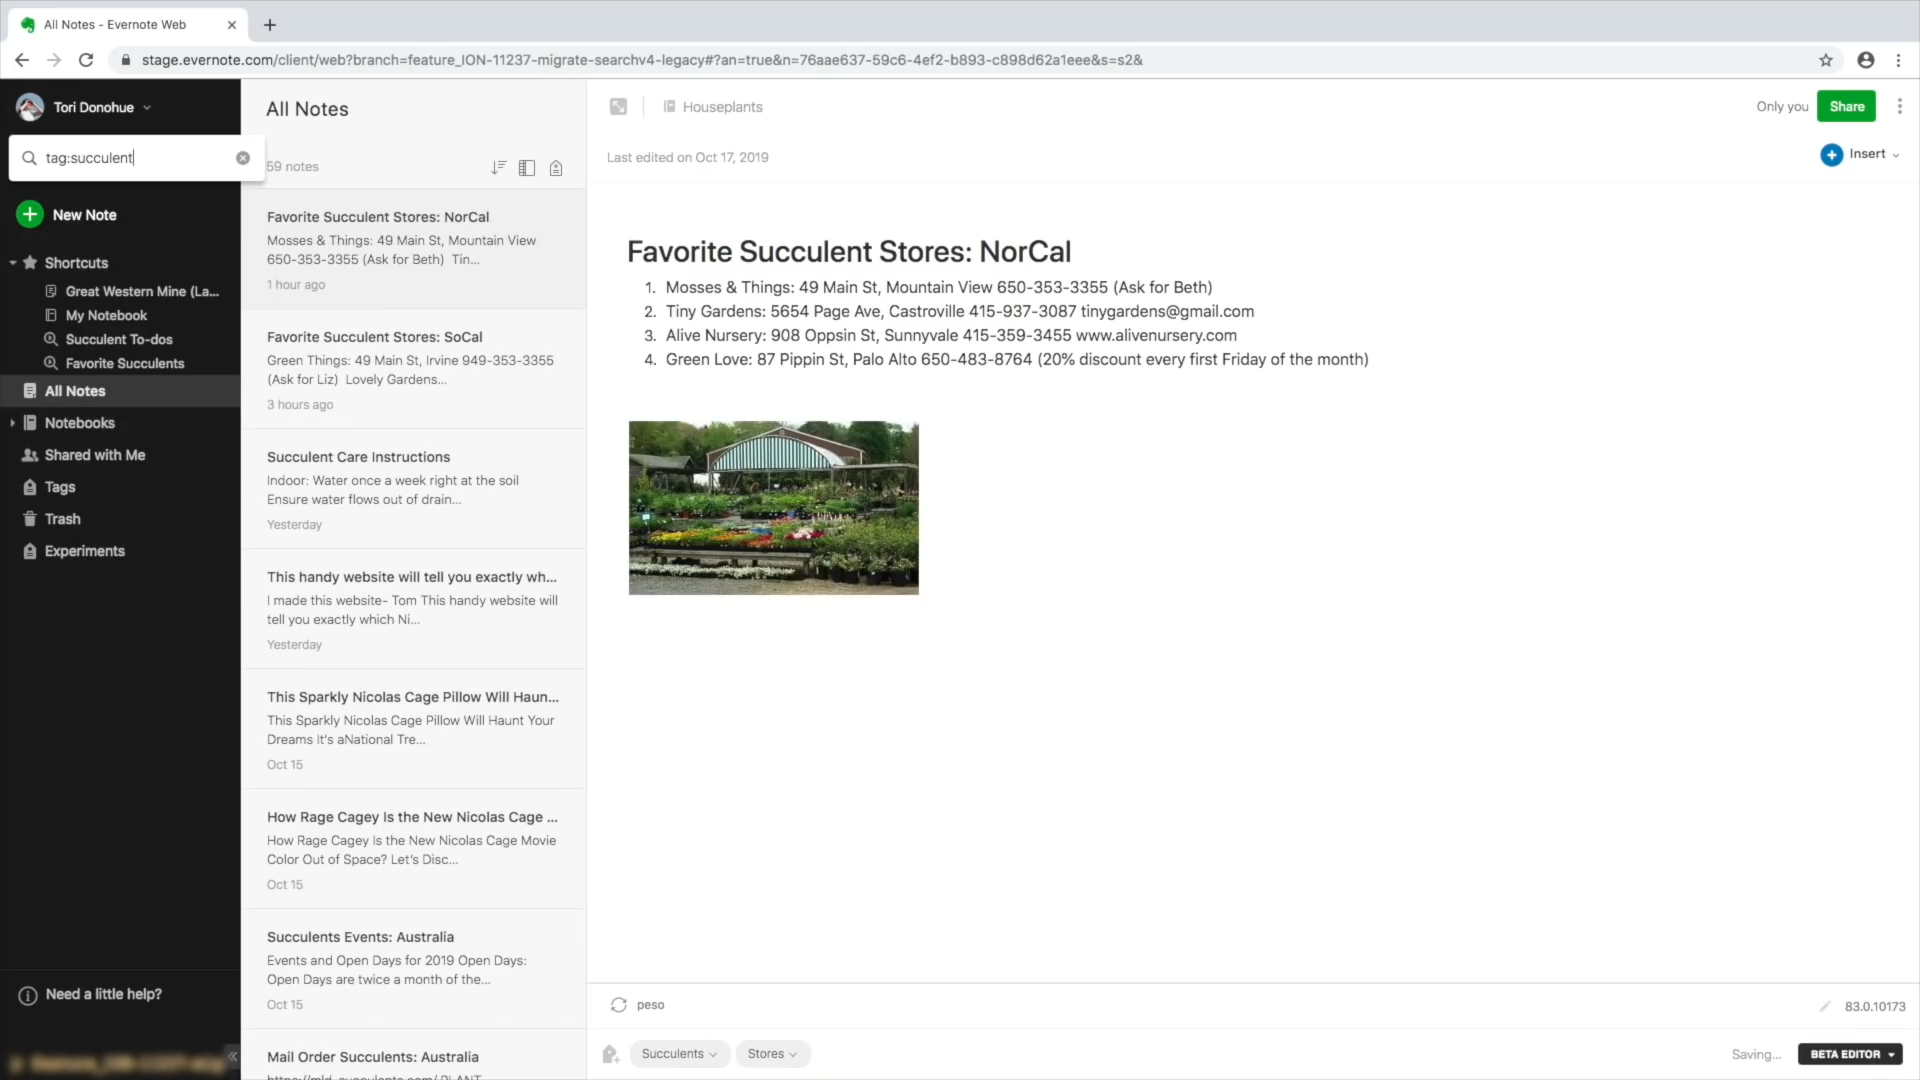 All Notes - Evernote Web
stage.evernote.com/client/web?branch=feature_ION-11237-migrate-searchv4-legacy#?an=true&n=76aae637-59c6-4ef2-b893-c898d62a1eee&s=s2&
Tori Donohue
tag:succulent
New Note
Shortcuts
Great Western Mine (La...
My Notebook
Succulent To-dos
Favorite Succulents
All Notes
Notebooks
Shared with Me
Tags
Trash
Experiments
Need a little help?
All Notes
59 notes
Favorite Succulent Stores: NorCal
Mosses & Things: 49 Main St, Mountain View
650-353-3355 (Ask for Beth) Tin...
1 hour ago
Favorite Succulent Stores: SoCal
Green Things: 49 Main St, Irvine 949-353-3355
(Ask for Liz) Lovely Gardens...
3 hours ago
Succulent Care Instructions
Indoor: Water once a week right at the soil
Ensure water flows out of drain...
Yesterday
This handy website will tell you exactly wh...
I made this website- Tom This handy website will
tell you exactly which Ni...
Yesterday
This Sparkly Nicolas Cage Pillow Will Haun...
This Sparkly Nicolas Cage Pillow Will Haunt Your
Dreams It's aNational Tre...
Oct 15
How Rage Cagey Is the New Nicolas Cage ...
How Rage Cagey Is the New Nicolas Cage Movie
Color Out of Space? Let's Disc...
Oct 15
Succulents Events: Australia
Events and Open Days for 2019 Open Days:
Open Days are twice a month of the...
Oct 15
Mail Order Succulents: Australia
Houseplants
Only you
Share
Last edited on Oct 17, 2019
Insert
Favorite Succulent Stores: NorCal
1. Mosses & Things: 49 Main St, Mountain View 650-353-3355 (Ask for Beth)
2. Tiny Gardens: 5654 Page Ave, Castroville 415-937-3087 tinygardens@gmail.com
3. Alive Nursery: 908 Oppsin St, Sunnyvale 415-359-3455 www.alivenursery.com
4. Green Love: 87 Pippin St, Palo Alto 650-483-8764 (20% discount every first Friday of the month)
peso
83.0.10173
Succulents
Stores
Saving...
BETA EDITOR